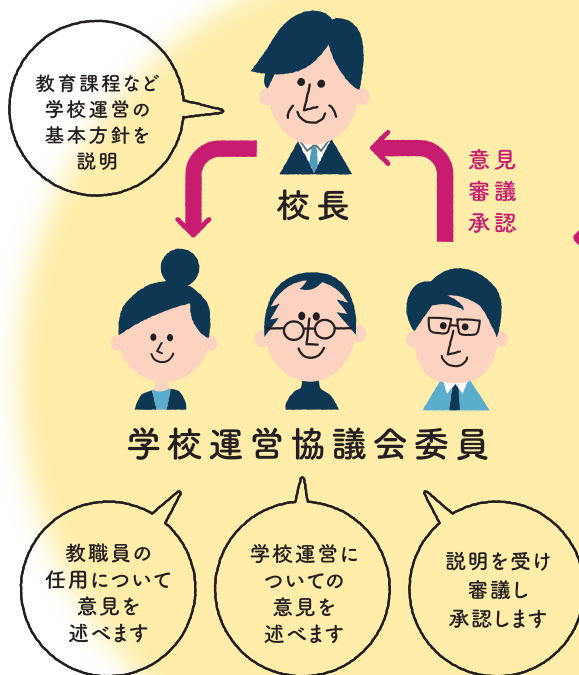 教育課程など
学校運営の
基本方針を
説明
意見
審議
承認
校長
学校運営協議会委員
教職員の
任用について
意見を
述べます
学校運営に
ついての
意見を
述べます
説明を受け
審議し
承認します